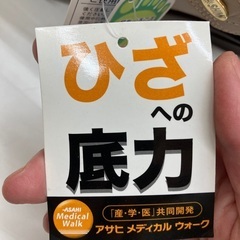 ひざ
への
底力
ASAHI
Medical
Walk
「産・学・医」共同開発
アサヒ メディカル ウォーク